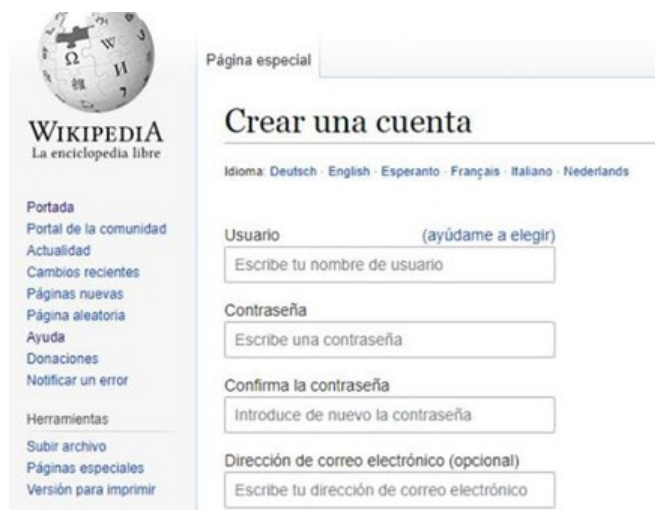 WIKIPEDIA
La enciclopedia libre
Portada
Portal de la comunidad
Actualidad
Cambios recientes
Páginas nuevas
Página aleatoria
Ayuda
Donaciones
Notificar un error
Herramientas
Subir archivo
Páginas especiales
Versión para imprimir
Página especial
Crear una cuenta
Idioma: Deutsch · English · Esperanto · Français · Italiano · Nederlands
Usuario (ayúdame a elegir)
Escribe tu nombre de usuario
Contraseña
Escribe una contraseña
Confirma la contraseña
Introduce de nuevo la contraseña
Dirección de correo electrónico (opcional)
Escribe tu dirección de correo electrónico